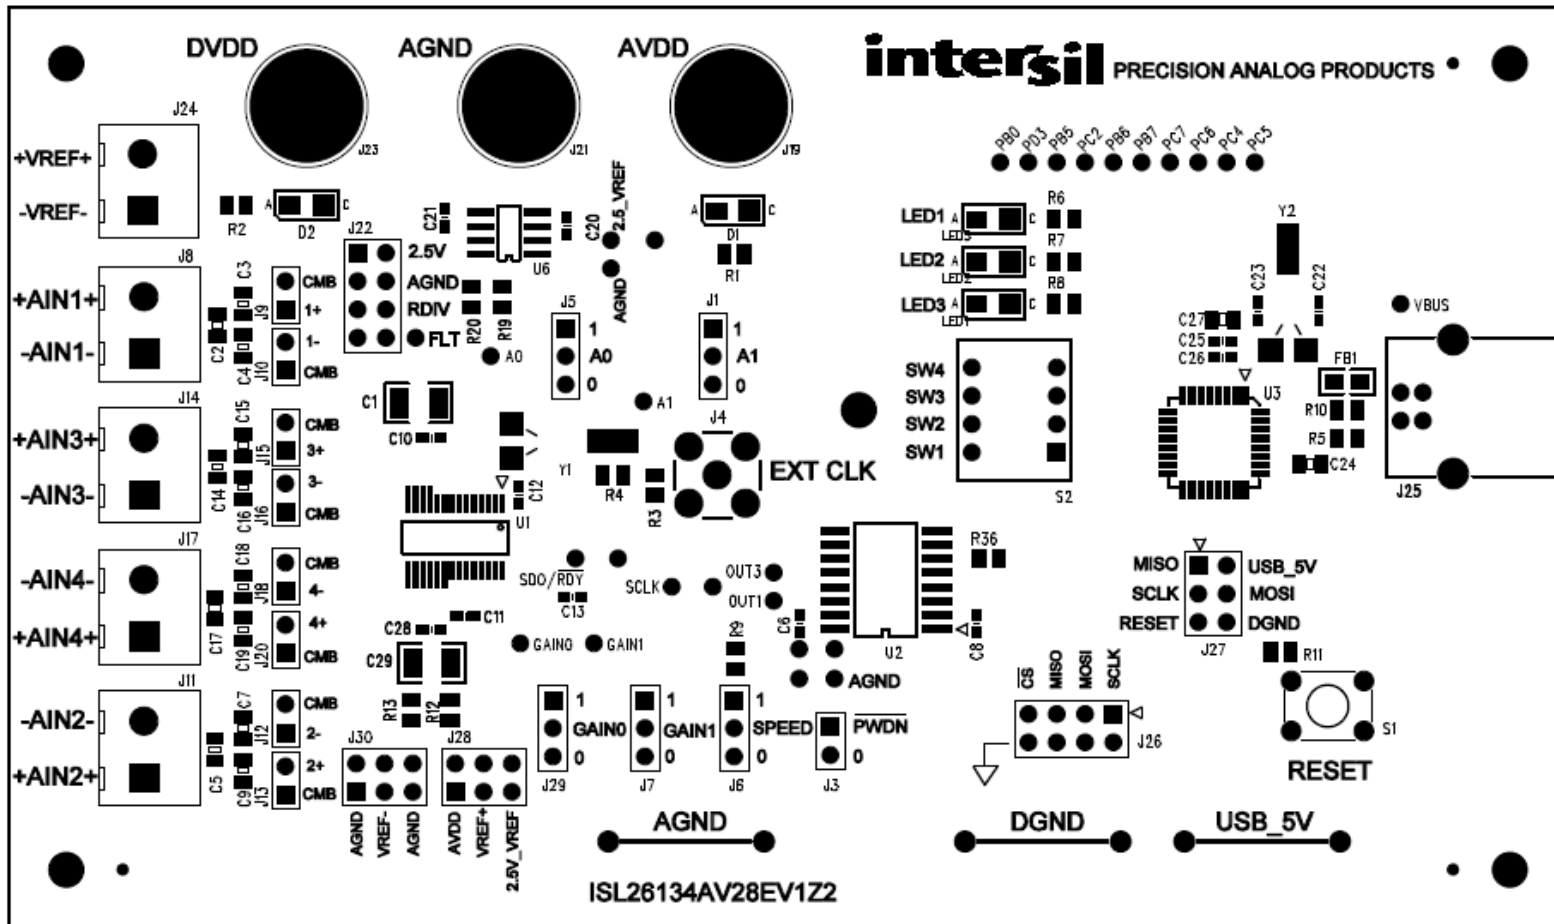 DVDD
AGND
AVDD
intersil
PRECISION ANALOG PRODUCTS
J24
J23
J21
J19
+VREF+
-VREF-
R2
A
C
D2
C21
C20
2.5_VREF
AGND
U6
A
C
D1
R1
PB0
PD3
PB5
PC2
PB6
PB7
PC7
PC6
PC4
PC5
LED1
A
C
LED3
R6
LED2
A
C
LED2
R7
LED3
A
C
LED1
R8
Y2
C23
C22
VBUS
J8
+AIN1+
-AIN1-
C3
C2
C4
J9
J10
CMB
1+
1-
CMB
J22
2.5V
AGND
RDIV
FLT
R20
R19
A0
J5
1
A0
0
J1
1
A1
0
A1
C27
C25
C26
FB1
U3
R10
R5
C24
J25
SW4
SW3
SW2
SW1
S2
J14
+AIN3+
-AIN3-
C15
C14
C16
J15
J16
CMB
3+
3-
CMB
C1
C10
Y1
R4
R3
C12
U1
J4
EXT CLK
J17
-AIN4-
+AIN4+
C18
C17
C19
J18
J20
CMB
4-
4+
CMB
SDO/RDY
C13
SCLK
OUT3
OUT1
C6
R36
U2
C8
C28
C11
C29
GAIN0
GAIN1
R9
AGND
MISO
SCLK
RESET
USB_5V
MOSI
DGND
J27
R11
S1
RESET
J11
-AIN2-
+AIN2+
C7
C5
C9
J12
J13
CMB
2-
2+
CMB
R13
R12
J30
J28
AGND
VREF-
AGND
AVDD
VREF+
2.5V_VREF
1
GAIN0
0
J29
1
GAIN1
0
J7
1
SPEED
0
J6
PWDN
0
J3
CS
MISO
MOSI
SCLK
J26
AGND
DGND
USB_5V
ISL26134AV28EV1Z2